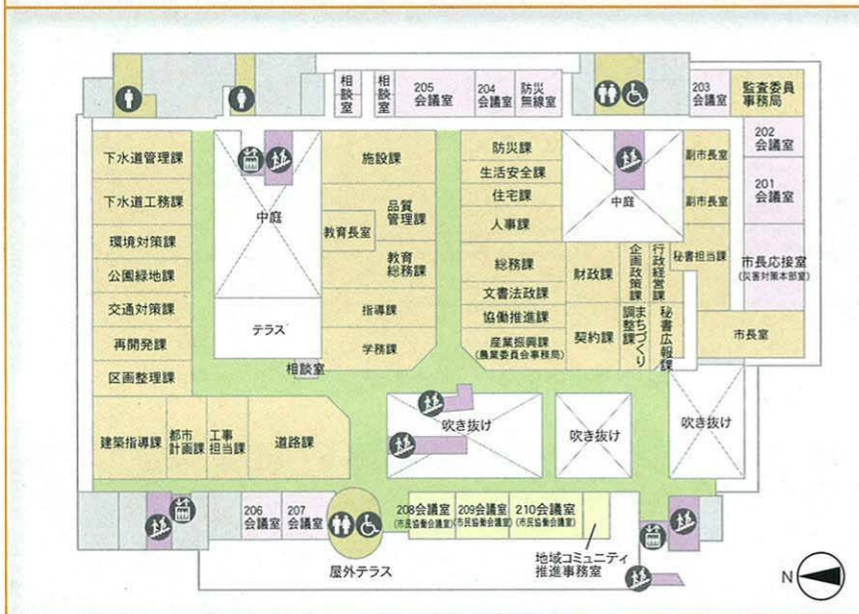 相談室
相談室
205
会議室
204
会議室
防災
無線室
203
会議室
監査委員
事務局
202
会議室
201
会議室
市長応接室
(災害対策本部室)
市長室
副市長室
副市長室
秘書担当課
下水道管理課
下水道工務課
環境対策課
公園緑地課
交通対策課
再開発課
区画整理課
中庭
テラス
相談室
施設課
品質
管理課
教育長室
教育
総務課
指導課
学務課
防災課
生活安全課
住宅課
人事課
総務課
文書法政課
協働推進課
産業振興課
(農業委員会事務局)
中庭
財政課
企画政策課
行政経営課
契約課
まちづくり
調整課
秘書広報課
建築指導課
都市
計画課
工事
担当課
道路課
吹き抜け
吹き抜け
吹き抜け
206
会議室
207
会議室
208会議室
(市民協働会議室)
209会議室
(市民協働会議室)
210会議室
(市民協働会議室)
地域コミュニティ
推進事務室
屋外テラス
N